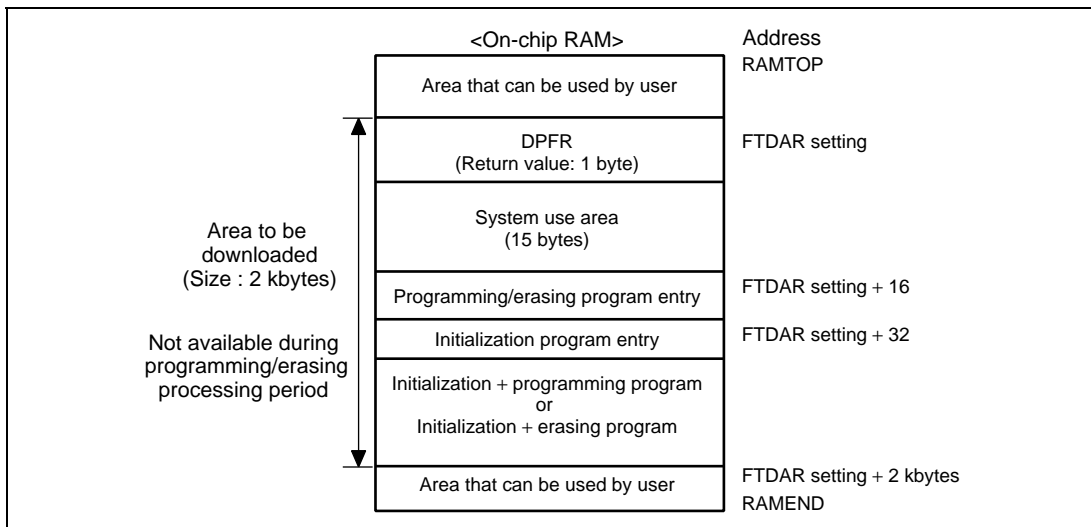 <On-chip RAM>
Address
RAMTOP
Area that can be used by user
DPFR
(Return value: 1 byte)
FTDAR setting
System use area
(15 bytes)
Area to be
downloaded
(Size : 2 kbytes)
Programming/erasing program entry
FTDAR setting + 16
Initialization program entry
FTDAR setting + 32
Not available during
programming/erasing
processing period
Initialization + programming program
or
Initialization + erasing program
Area that can be used by user
FTDAR setting + 2 kbytes
RAMEND